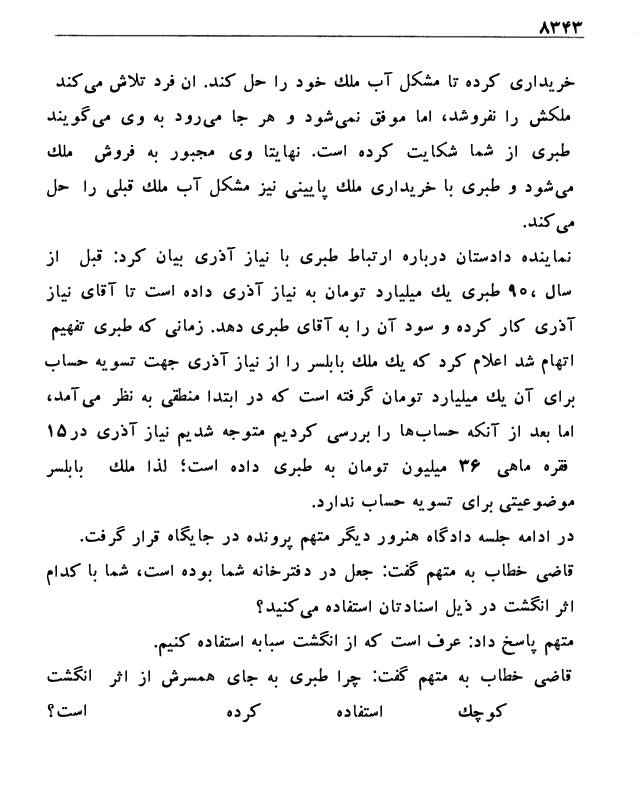 ۸۳۴۳
خریداری کرده تا مشکل آب ملك خود را حل کند. ان فرد تلاش می‌کند
ملکش را نفروشد، اما موفق نمی‌شود و هر جا می‌رود به وی می‌گویند
طبری از شما شکایت کرده است. نهایتا وی مجبور به فروش ملك
می‌شود و طبری با خریداری ملك پایینی نیز مشکل آب ملك قبلی را حل
می‌کند.
نماینده دادستان درباره ارتباط طبری با نیاز آذری بیان کرد: قبل از
سال ،۹۰ طبری یك میلیارد تومان به نیاز آذری داده است تا آقای نیاز
آذری کار کرده و سود آن را به آقای طبری دهد. زمانی که طبری تفهیم
اتهام شد اعلام کرد که یك ملك بابلسر را از نیاز آذری جهت تسویه حساب
برای آن یك میلیارد تومان گرفته است که در ابتدا منطقی به نظر می‌آمد،
اما بعد از آنکه حساب‌ها را بررسی کردیم متوجه شدیم نیاز آذری در ۱۵
فقره ماهی ۳۶ میلیون تومان به طبری داده است؛ لذا ملك بابلسر
موضوعیتی برای تسویه حساب ندارد.
در ادامه جلسه دادگاه هنرور دیگر متهم پرونده در جایگاه قرار گرفت.
قاضی خطاب به متهم گفت: جعل در دفترخانه شما بوده است، شما با کدام
اثر انگشت در ذیل اسنادتان استفاده می‌کنید؟
متهم پاسخ داد: عرف است که از انگشت سبابه استفاده کنیم.
قاضی خطاب به متهم گفت: چرا طبری به جای همسرش از اثر انگشت
کوچك استفاده کرده است؟